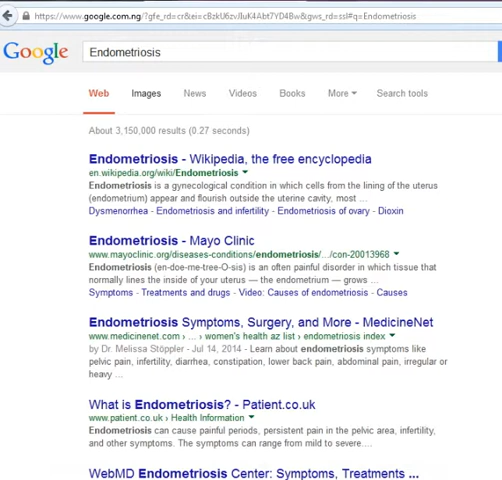 https://www.google.com.ng/?gfe_rd=cr&ei=cBzkU6zvJIuK4Abt7YD4Bw&gws_rd=ssl#q=Endometriosis
Google Endometriosis
Web Images News Videos Books More Search tools
About 3,150,000 results (0.27 seconds)
Endometriosis - Wikipedia, the free encyclopedia
en.wikipedia.org/wiki/Endometriosis
Endometriosis is a gynecological condition in which cells from the lining of the uterus
(endometrium) appear and flourish outside the uterine cavity, most ...
Dysmenorrhea - Endometriosis and infertility - Endometriosis of ovary - Dioxin
Endometriosis - Mayo Clinic
www.mayoclinic.org/diseases-conditions/endometriosis/.../con-20013968
Endometriosis (en-doe-me-tree-O-sis) is an often painful disorder in which tissue that
normally lines the inside of your uterus — the endometrium — grows ...
Symptoms - Treatments and drugs - Video: Causes of endometriosis - Causes
Endometriosis Symptoms, Surgery, and More - MedicineNet
www.medicinenet.com › ... › women's health az list › endometriosis index
by Dr. Melissa Stöppler - Jul 14, 2014 - Learn about endometriosis symptoms like
pelvic pain, infertility, diarrhea, constipation, lower back pain, abdominal pain, irregular or
heavy ...
What is Endometriosis? - Patient.co.uk
www.patient.co.uk › Health Information
Endometriosis can cause painful periods, persistent pain in the pelvic area, infertility,
and other symptoms. The symptoms can range from mild to severe....
WebMD Endometriosis Center: Symptoms, Treatments ...